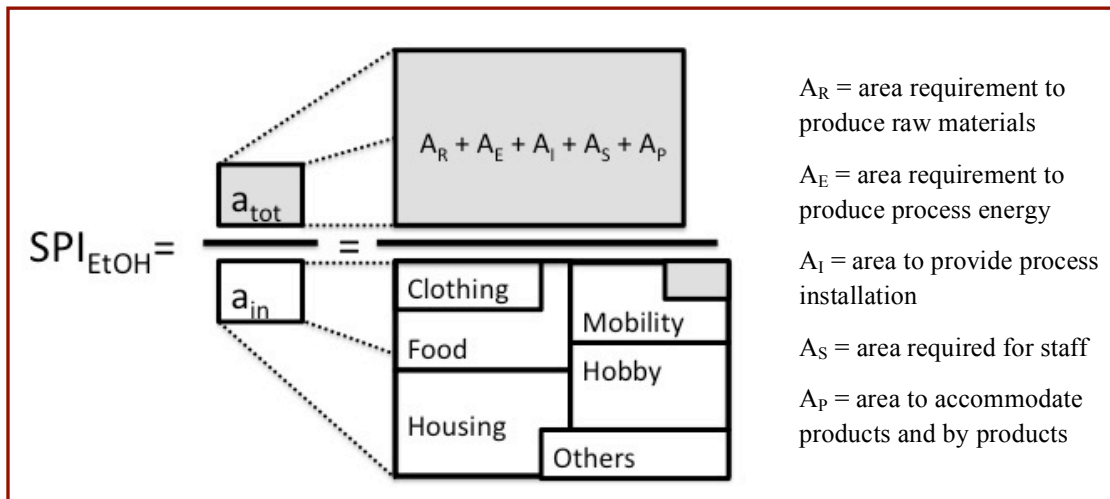 SPI_EtOH = a_tot / a_in =
A_R + A_E + A_I + A_S + A_P
Clothing
Food
Housing
Mobility
Hobby
Others
A_R = area requirement to
produce raw materials
A_E = area requirement to
produce process energy
A_I = area to provide process
installation
A_S = area required for staff
A_P = area to accommodate
products and by products